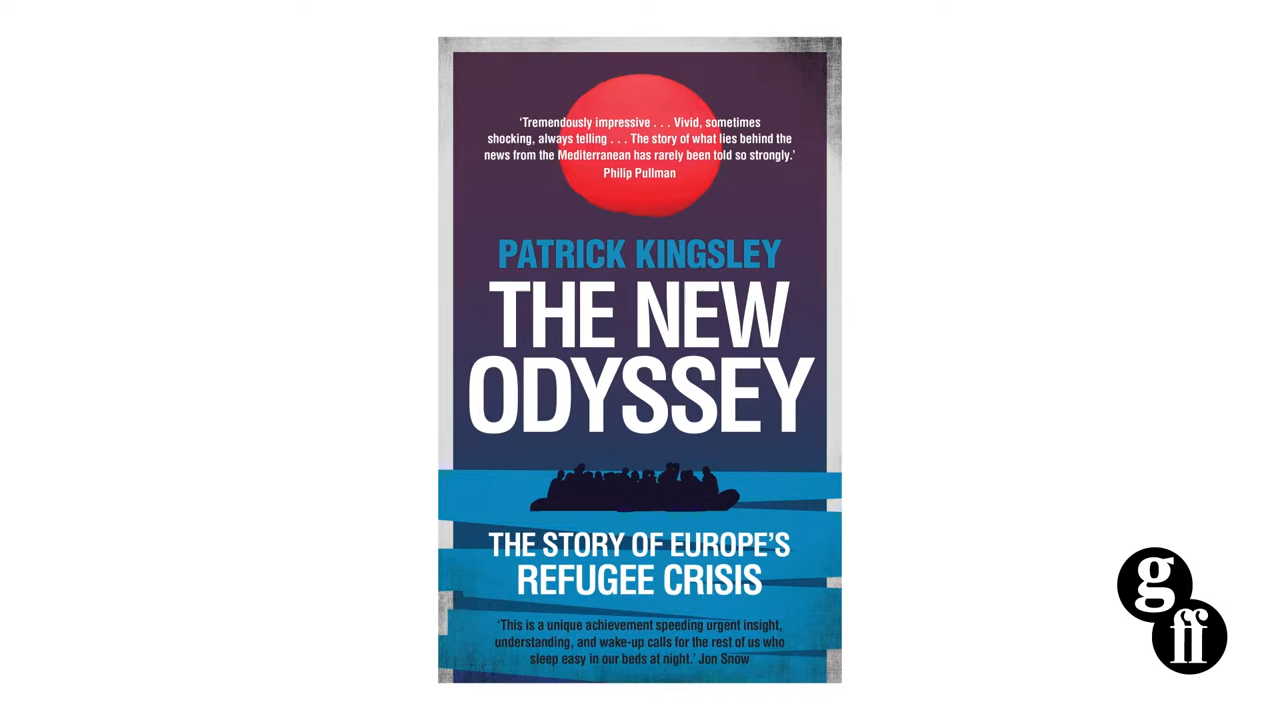 ‘Tremendously impressive . . . Vivid, sometimes
shocking, always telling . . . The story of what lies behind the
news from the Mediterranean has rarely been told so strongly.’
Philip Pullman
PATRICK KINGSLEY
THE NEW
ODYSSEY
THE STORY OF EUROPE’S
REFUGEE CRISIS
‘This is a unique achievement speeding urgent insight,
understanding, and wake-up calls for the rest of us who
sleep easy in our beds at night.’ Jon Snow
g
ff